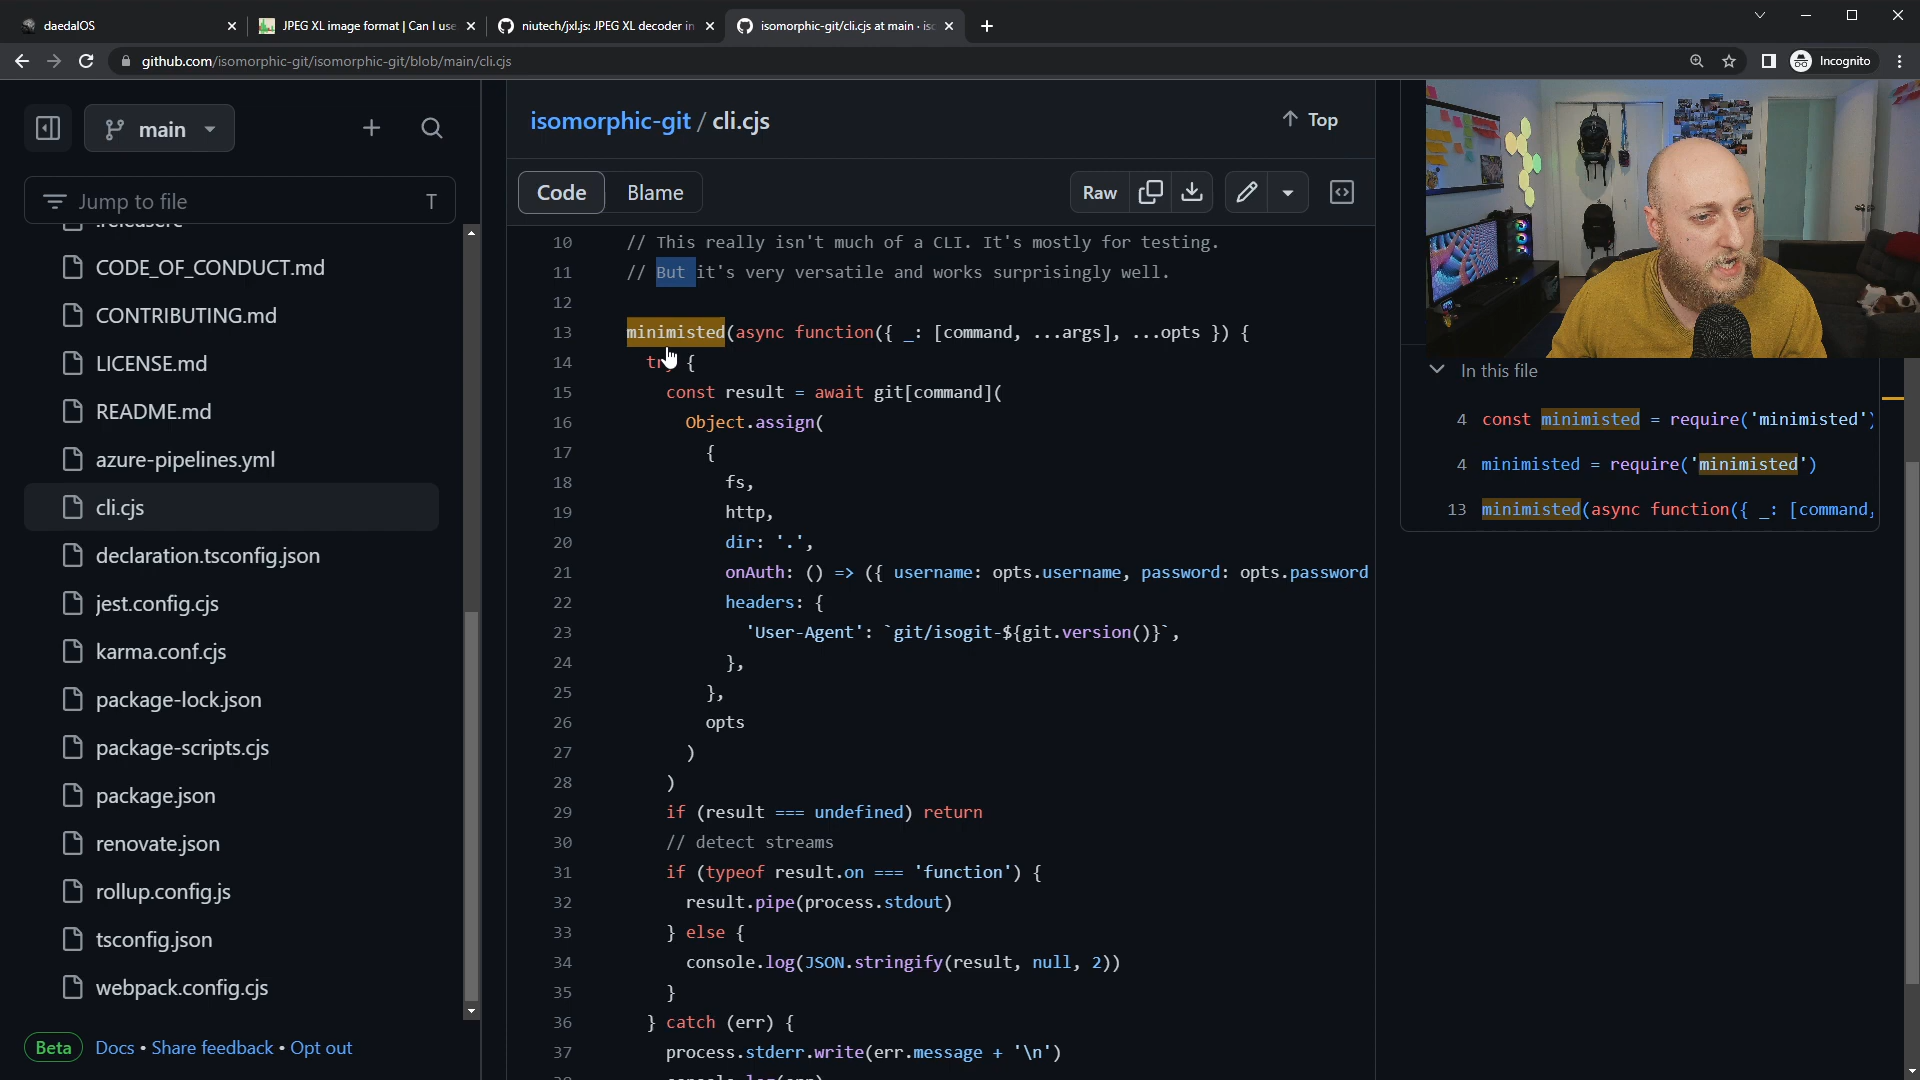 daedalOS
JPEG XL image format | Can I use
niutech/jxl.js: JPEG XL decoder in
isomorphic-git/cli.cjs at main · iso
github.com/isomorphic-git/isomorphic-git/blob/main/cli.cjs
Incognito
main
Jump to file
T
.releaserc
CODE_OF_CONDUCT.md
CONTRIBUTING.md
LICENSE.md
README.md
azure-pipelines.yml
cli.cjs
declaration.tsconfig.json
jest.config.cjs
karma.conf.cjs
package-lock.json
package-scripts.cjs
package.json
renovate.json
rollup.config.js
tsconfig.json
webpack.config.cjs
Beta Docs • Share feedback • Opt out
isomorphic-git / cli.cjs
Top
Code Blame
Raw
10 // This really isn't much of a CLI. It's mostly for testing.
11 // But it's very versatile and works surprisingly well.
12
13 minimisted(async function({ _: [command, ...args], ...opts }) {
14 try {
15 const result = await git[command](
16 Object.assign(
17 {
18 fs,
19 http,
20 dir: '.',
21 onAuth: () => ({ username: opts.username, password: opts.password
22 headers: {
23 'User-Agent': `git/isogit-${git.version()}`,
24 },
25 },
26 opts
27 )
28 )
29 if (result === undefined) return
30 // detect streams
31 if (typeof result.on === 'function') {
32 result.pipe(process.stdout)
33 } else {
34 console.log(JSON.stringify(result, null, 2))
35 }
36 } catch (err) {
37 process.stderr.write(err.message + '\n')
38 console.log(err)
In this file
4 const minimisted = require('minimisted')
4 minimisted = require('minimisted')
13 minimisted(async function({ _: [command,